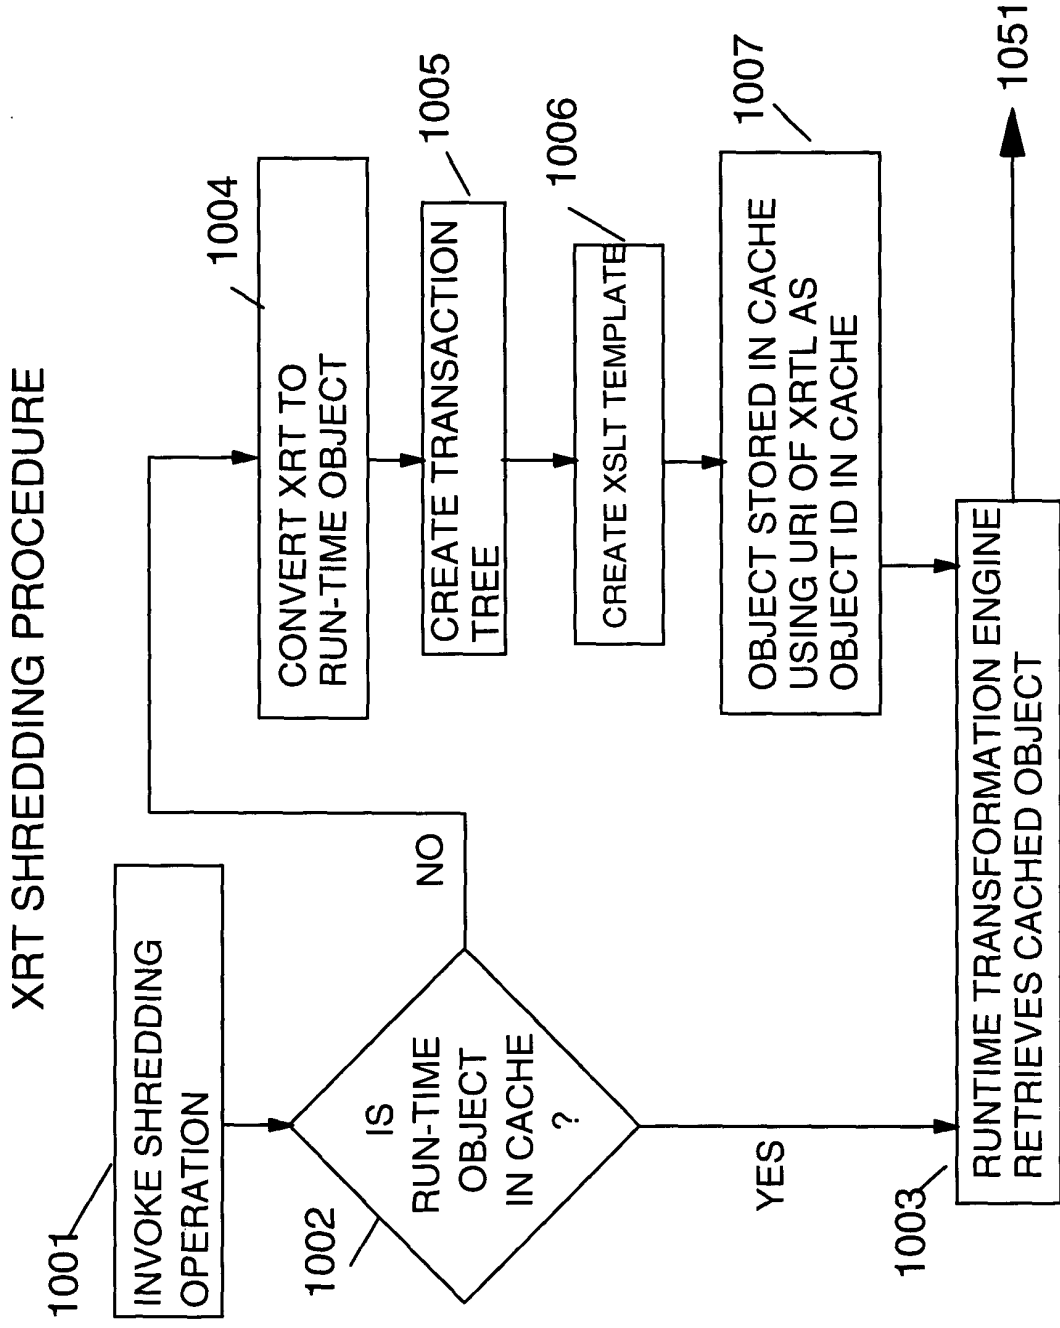 XRT SHREDDING PROCEDURE
1001
INVOKE SHREDDING
OPERATION
1002
IS
RUN-TIME
OBJECT
IN CACHE
?
NO
YES
1004
CONVERT XRT TO
RUN-TIME OBJECT
1005
CREATE TRANSACTION
TREE
1006
CREATE XSLT TEMPLATE
1007
OBJECT STORED IN CACHE
USING URI OF XRTL AS
OBJECT ID IN CACHE
1003
RUNTIME TRANSFORMATION ENGINE
RETRIEVES CACHED OBJECT
1051